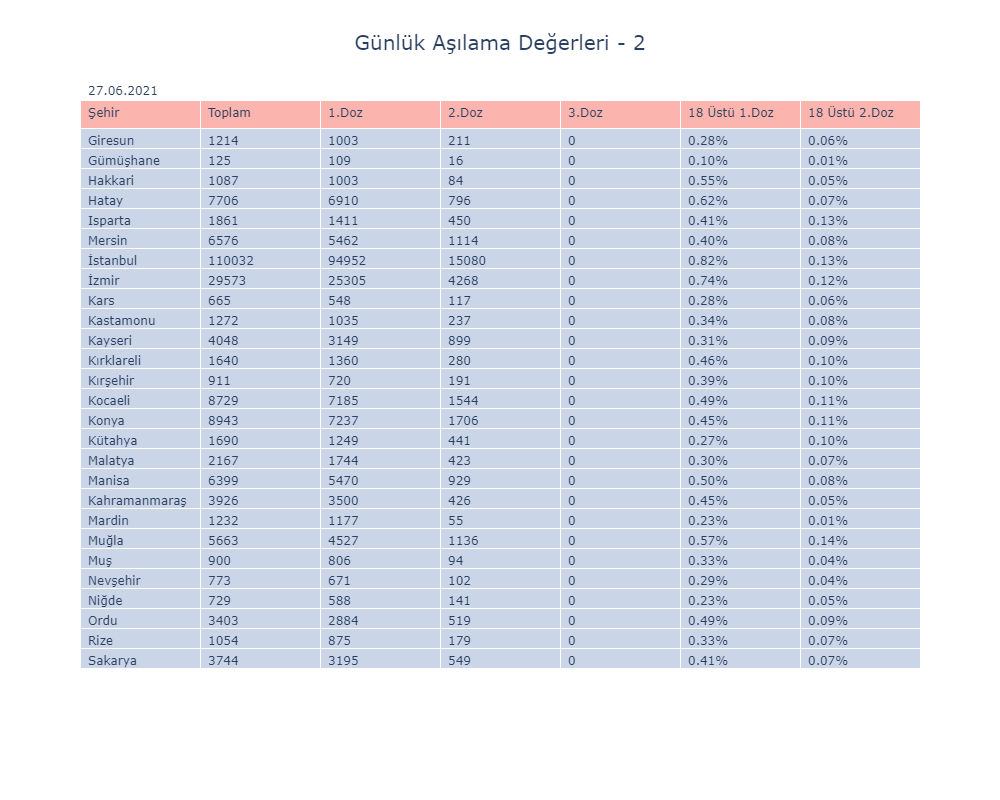 Günlük Aşılama Değerleri - 2
27.06.2021
Şehir Toplam 1.Doz 2.Doz 3.Doz 18 Üstü 1.Doz 18 Üstü 2.Doz
Giresun 1214 1003 211 0 0.28% 0.06%
Gümüşhane 125 109 16 0 0.10% 0.01%
Hakkari 1087 1003 84 0 0.55% 0.05%
Hatay 7706 6910 796 0 0.62% 0.07%
Isparta 1861 1411 450 0 0.41% 0.13%
Mersin 6576 5462 1114 0 0.40% 0.08%
İstanbul 110032 94952 15080 0 0.82% 0.13%
İzmir 29573 25305 4268 0 0.74% 0.12%
Kars 665 548 117 0 0.28% 0.06%
Kastamonu 1272 1035 237 0 0.34% 0.08%
Kayseri 4048 3149 899 0 0.31% 0.09%
Kırklareli 1640 1360 280 0 0.46% 0.10%
Kırşehir 911 720 191 0 0.39% 0.10%
Kocaeli 8729 7185 1544 0 0.49% 0.11%
Konya 8943 7237 1706 0 0.45% 0.11%
Kütahya 1690 1249 441 0 0.27% 0.10%
Malatya 2167 1744 423 0 0.30% 0.07%
Manisa 6399 5470 929 0 0.50% 0.08%
Kahramanmaraş 3926 3500 426 0 0.45% 0.05%
Mardin 1232 1177 55 0 0.23% 0.01%
Muğla 5663 4527 1136 0 0.57% 0.14%
Muş 900 806 94 0 0.33% 0.04%
Nevşehir 773 671 102 0 0.29% 0.04%
Niğde 729 588 141 0 0.23% 0.05%
Ordu 3403 2884 519 0 0.49% 0.09%
Rize 1054 875 179 0 0.33% 0.07%
Sakarya 3744 3195 549 0 0.41% 0.07%